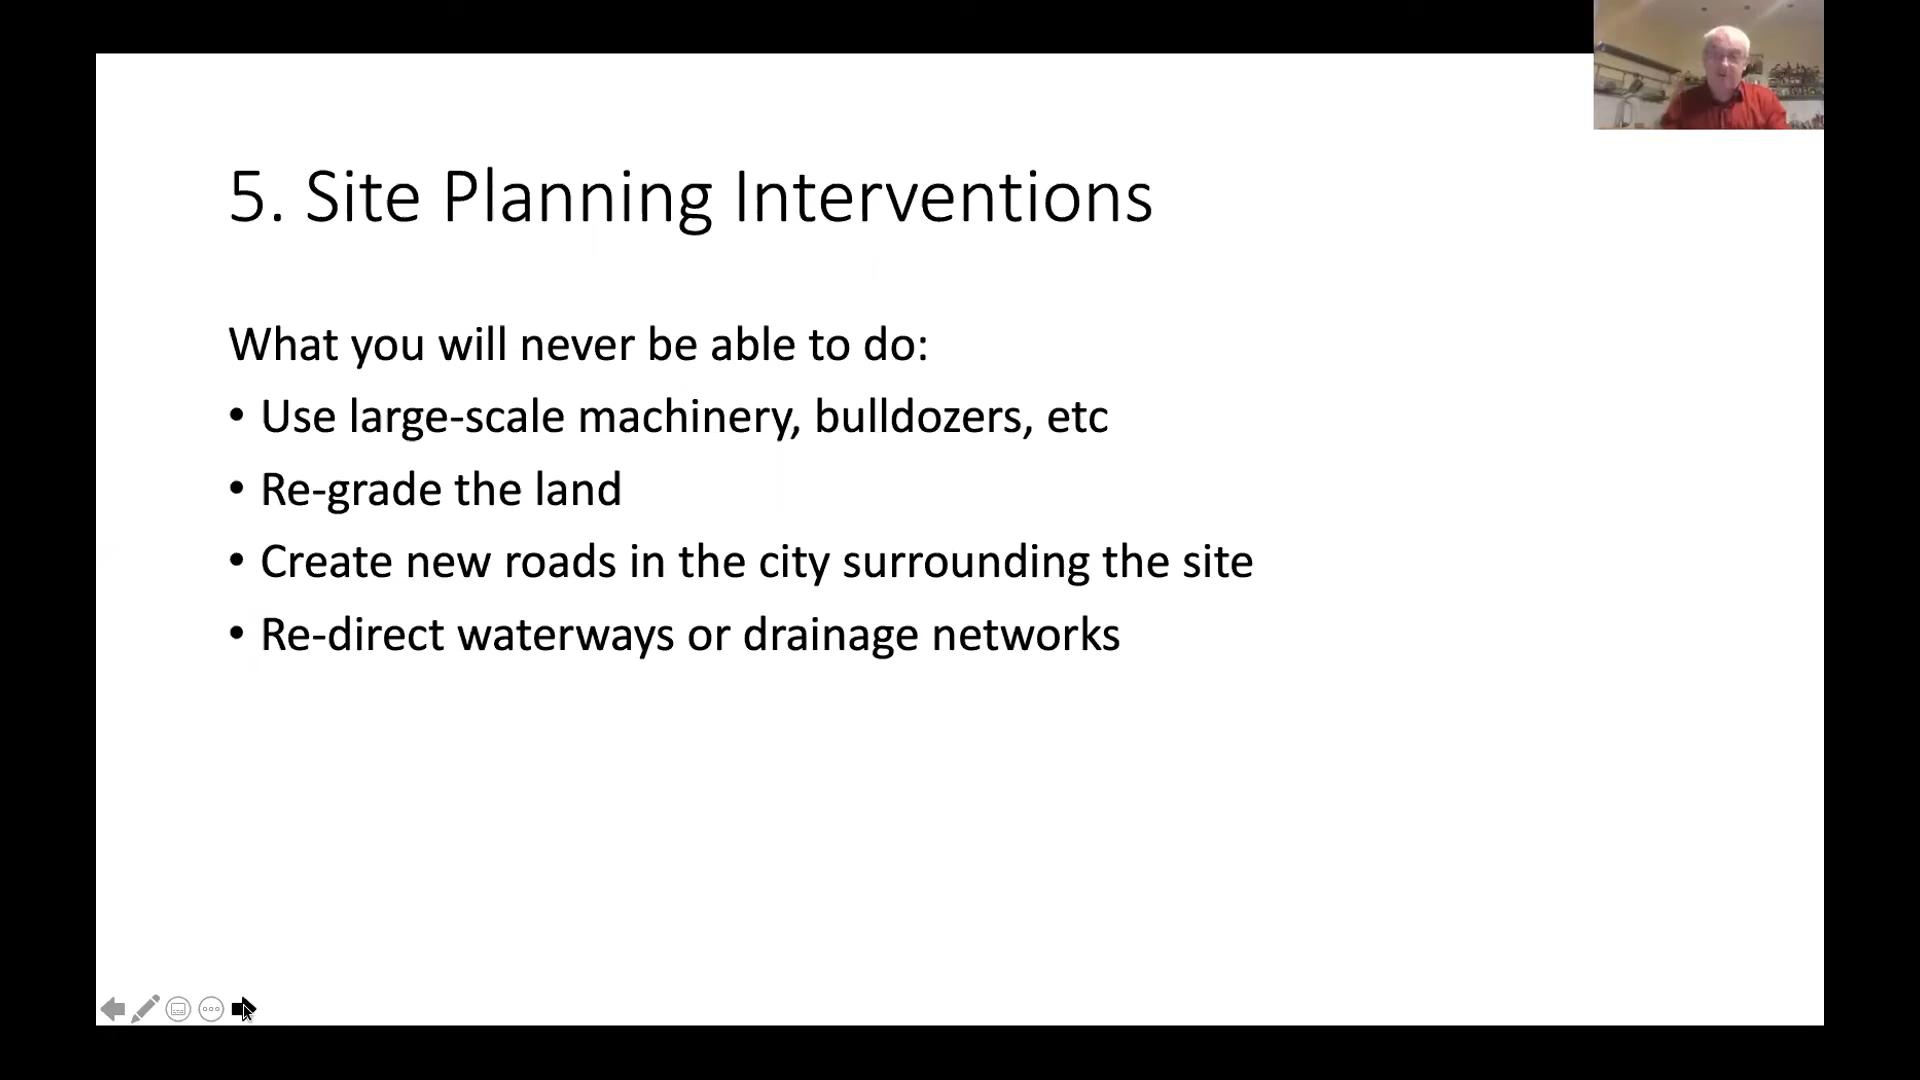 5. Site Planning Interventions
What you will never be able to do:
• Use large-scale machinery, bulldozers, etc
• Re-grade the land
• Create new roads in the city surrounding the site
• Re-direct waterways or drainage networks